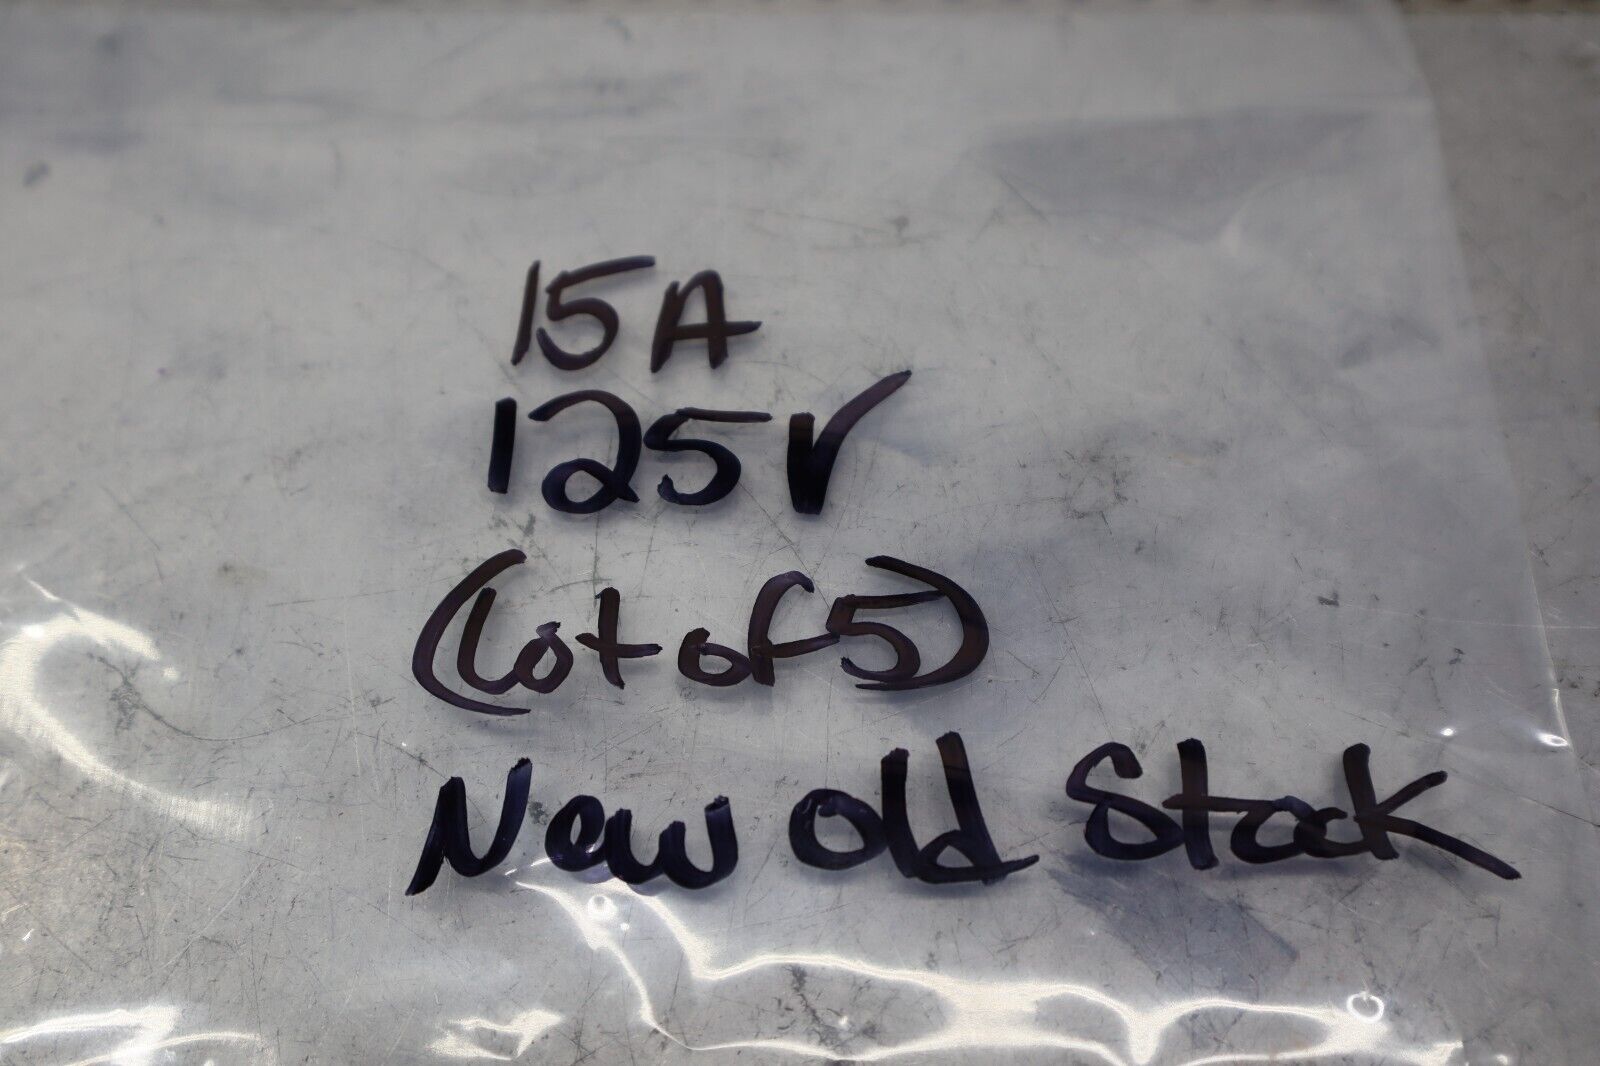 15A
125V
(Lot of 5)
New old Stock